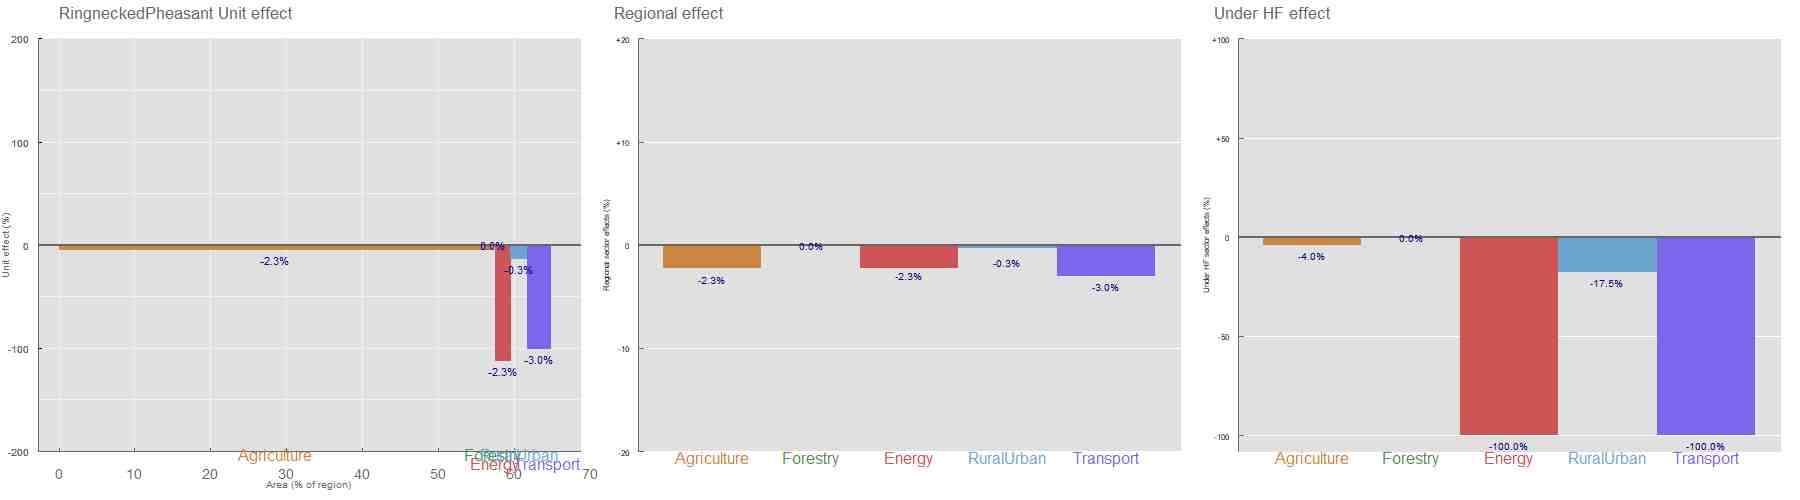 RingneckedPheasant Unit effect
200
100
0
-100
-200
Unit effect (%)
0.0%
-2.3%
-0.3%
-3.0%
-2.3%
Agriculture
Forestry
RuralUrban
Energy
Transport
0 10 20 30 40 50 60 70
Area (% of region)
Regional effect
+20
+10
0
-10
-20
Regional sector effects (%)
-2.3%
0.0%
-2.3%
-0.3%
-3.0%
Agriculture Forestry Energy RuralUrban Transport
Under HF effect
+100
+50
0
-50
-100
Under HF sector effects (%)
-4.0%
0.0%
-100.0%
-17.5%
-100.0%
Agriculture Forestry Energy RuralUrban Transport